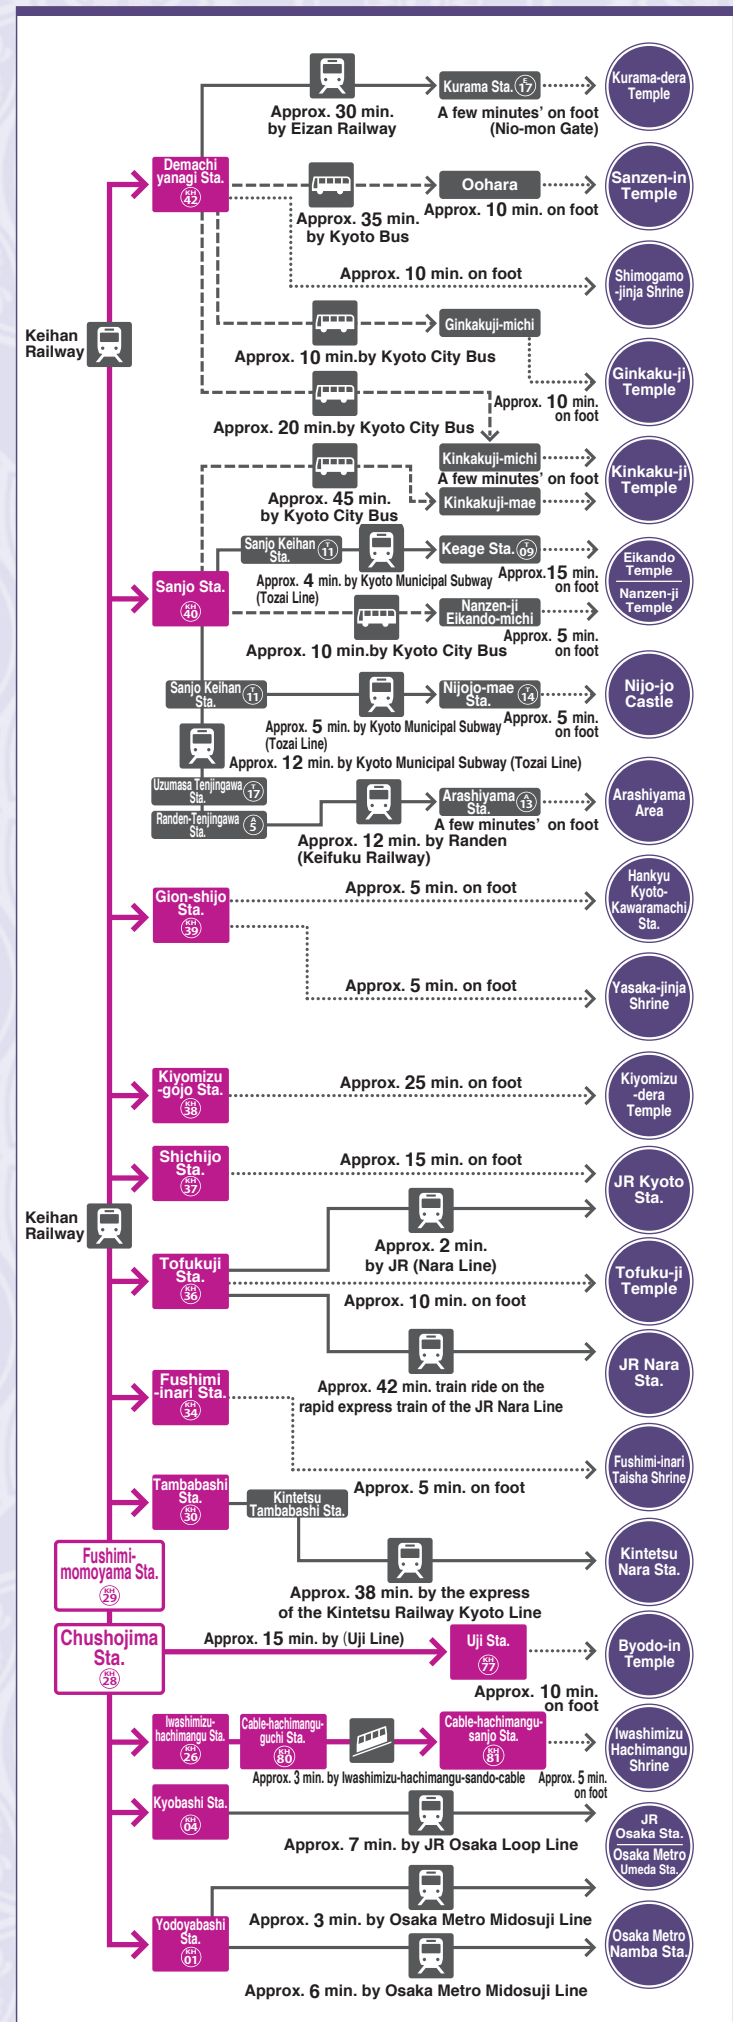 Kurama Sta.
E
17
Kurama-dera
Temple
Approx. 30 min.
by Eizan Railway
A few minutes' on foot
(Nio-mon Gate)
Demachi
yanagi Sta.
KH
42
Oohara
Sanzen-in
Temple
Approx. 35 min.
by Kyoto Bus
Approx. 10 min. on foot
Approx. 10 min. on foot
Shimogamo
-jinja Shrine
Keihan
Railway
Ginkakuji-michi
Approx. 10 min.by Kyoto City Bus
Ginkaku-ji
Temple
Approx. 10 min.
on foot
Approx. 20 min.by Kyoto City Bus
Kinkakuji-michi
A few minutes' on foot
Kinkaku-ji
Temple
Kinkakuji-mae
Approx. 45 min.
by Kyoto City Bus
Sanjo Keihan
Sta.
T
11
Keage Sta.
T
09
Eikando
Temple
Nanzen-ji
Temple
Approx. 4 min. by Kyoto Municipal Subway
(Tozai Line)
Approx.15 min.
on foot
Sanjo Sta.
KH
40
Nanzen-ji
Eikando-michi
Approx. 10 min.by Kyoto City Bus
Approx. 5 min.
on foot
Sanjo Keihan
Sta.
T
11
Nijojo-mae
Sta.
T
14
Nijo-jo
Castle
Approx. 5 min. by Kyoto Municipal Subway
(Tozai Line)
Approx. 5 min.
on foot
Approx. 12 min. by Kyoto Municipal Subway (Tozai Line)
Uzumasa Tenjingawa
Sta.
T
17
Randen-Tenjingawa
Sta.
A
5
Arashiyama
Sta.
A
13
Arashiyama
Area
Approx. 12 min. by Randen
(Keifuku Railway)
A few minutes' on foot
Gion-shijo
Sta.
KH
39
Approx. 5 min. on foot
Hankyu
Kyoto-
Kawaramachi
Sta.
Approx. 5 min. on foot
Yasaka-jinja
Shrine
Kiyomizu
-gojo Sta.
KH
38
Approx. 25 min. on foot
Kiyomizu
-dera
Temple
Shichijo
Sta.
KH
37
Approx. 15 min. on foot
JR Kyoto
Sta.
Keihan
Railway
Approx. 2 min.
by JR (Nara Line)
Tofukuji
Sta.
KH
36
Approx. 10 min. on foot
Tofuku-ji
Temple
JR Nara
Sta.
Approx. 42 min. train ride on the
rapid express train of the JR Nara Line
Fushimi
-inari Sta.
KH
34
Approx. 5 min. on foot
Fushimi-inari
Taisha Shrine
Tambabashi
Sta.
KH
30
Kintetsu
Tambabashi Sta.
Kintetsu
Nara Sta.
Approx. 38 min. by the express
of the Kintetsu Railway Kyoto Line
Fushimi-
momoyama Sta.
KH
29
Chushojima
Sta.
KH
28
Approx. 15 min. by (Uji Line)
Uji Sta.
KH
77
Byodo-in
Temple
Approx. 10 min.
on foot
Iwashimizu-
hachimangu Sta.
KH
26
Cable-hachimangu-
guchi Sta.
KH
80
Cable-hachimangu-
sanjo Sta.
KH
81
Iwashimizu
Hachimangu
Shrine
Approx. 3 min. by Iwashimizu-hachimangu-sando-cable
Approx. 5 min.
on foot
Kyobashi Sta.
KH
04
Approx. 7 min. by JR Osaka Loop Line
JR
Osaka Sta.
Osaka Metro
Umeda Sta.
Approx. 3 min. by Osaka Metro Midosuji Line
Yodoyabashi
Sta.
KH
01
Osaka Metro
Namba Sta.
Approx. 6 min. by Osaka Metro Midosuji Line